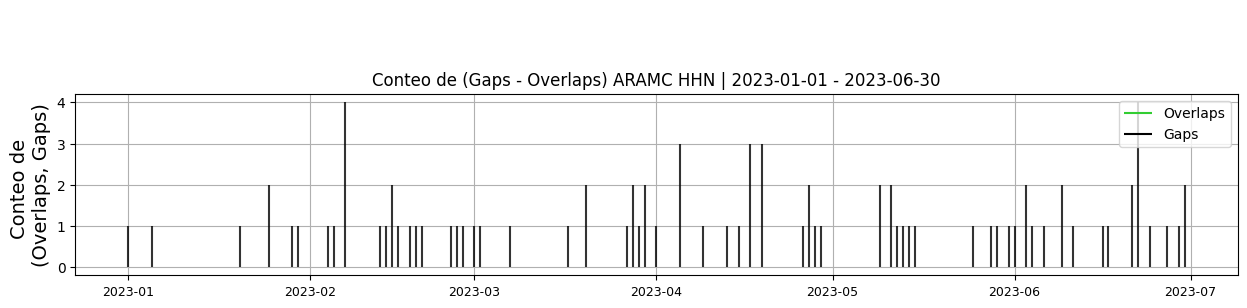 Conteo de (Gaps - Overlaps) ARAMC HHN | 2023-01-01 - 2023-06-30
Conteo de
(Overlaps, Gaps)
4
3
2
1
0
Overlaps
Gaps
2023-01
2023-02
2023-03
2023-04
2023-05
2023-06
2023-07